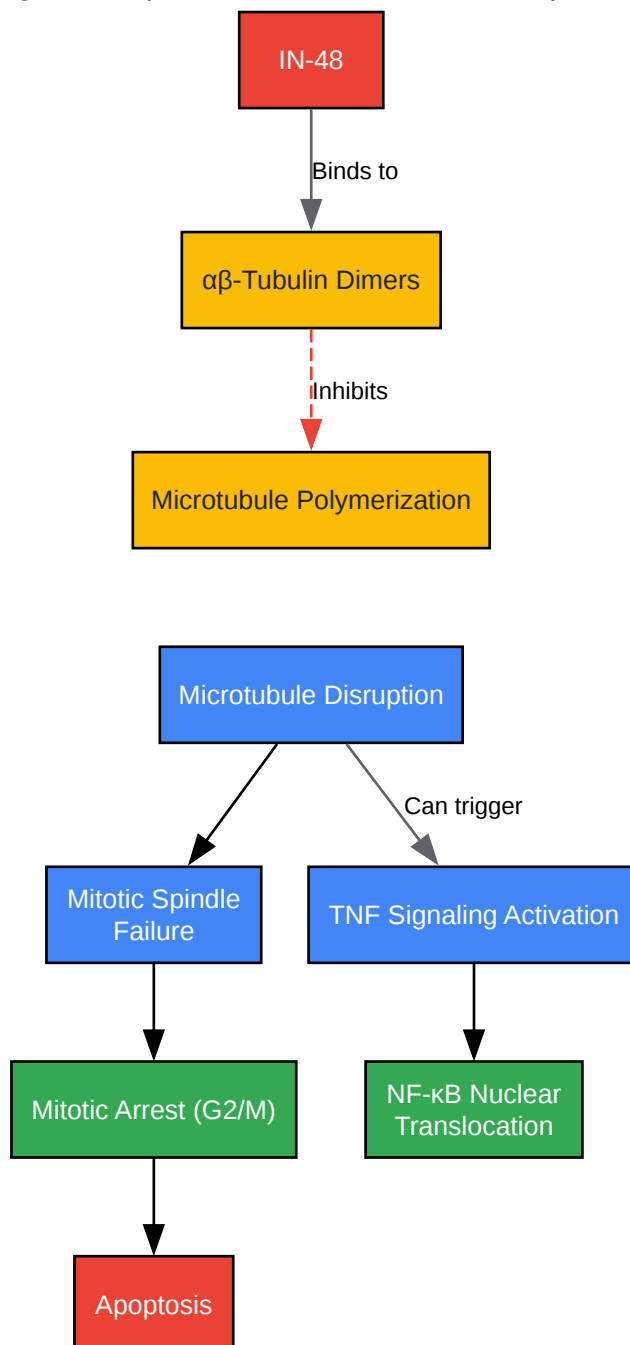 IN-48
Binds to
αβ-Tubulin Dimers
Inhibits
Microtubule Polymerization
Microtubule Disruption
Can trigger
Mitotic Spindle
Failure
TNF Signaling Activation
Mitotic Arrest (G2/M)
NF-κB Nuclear
Translocation
Apoptosis